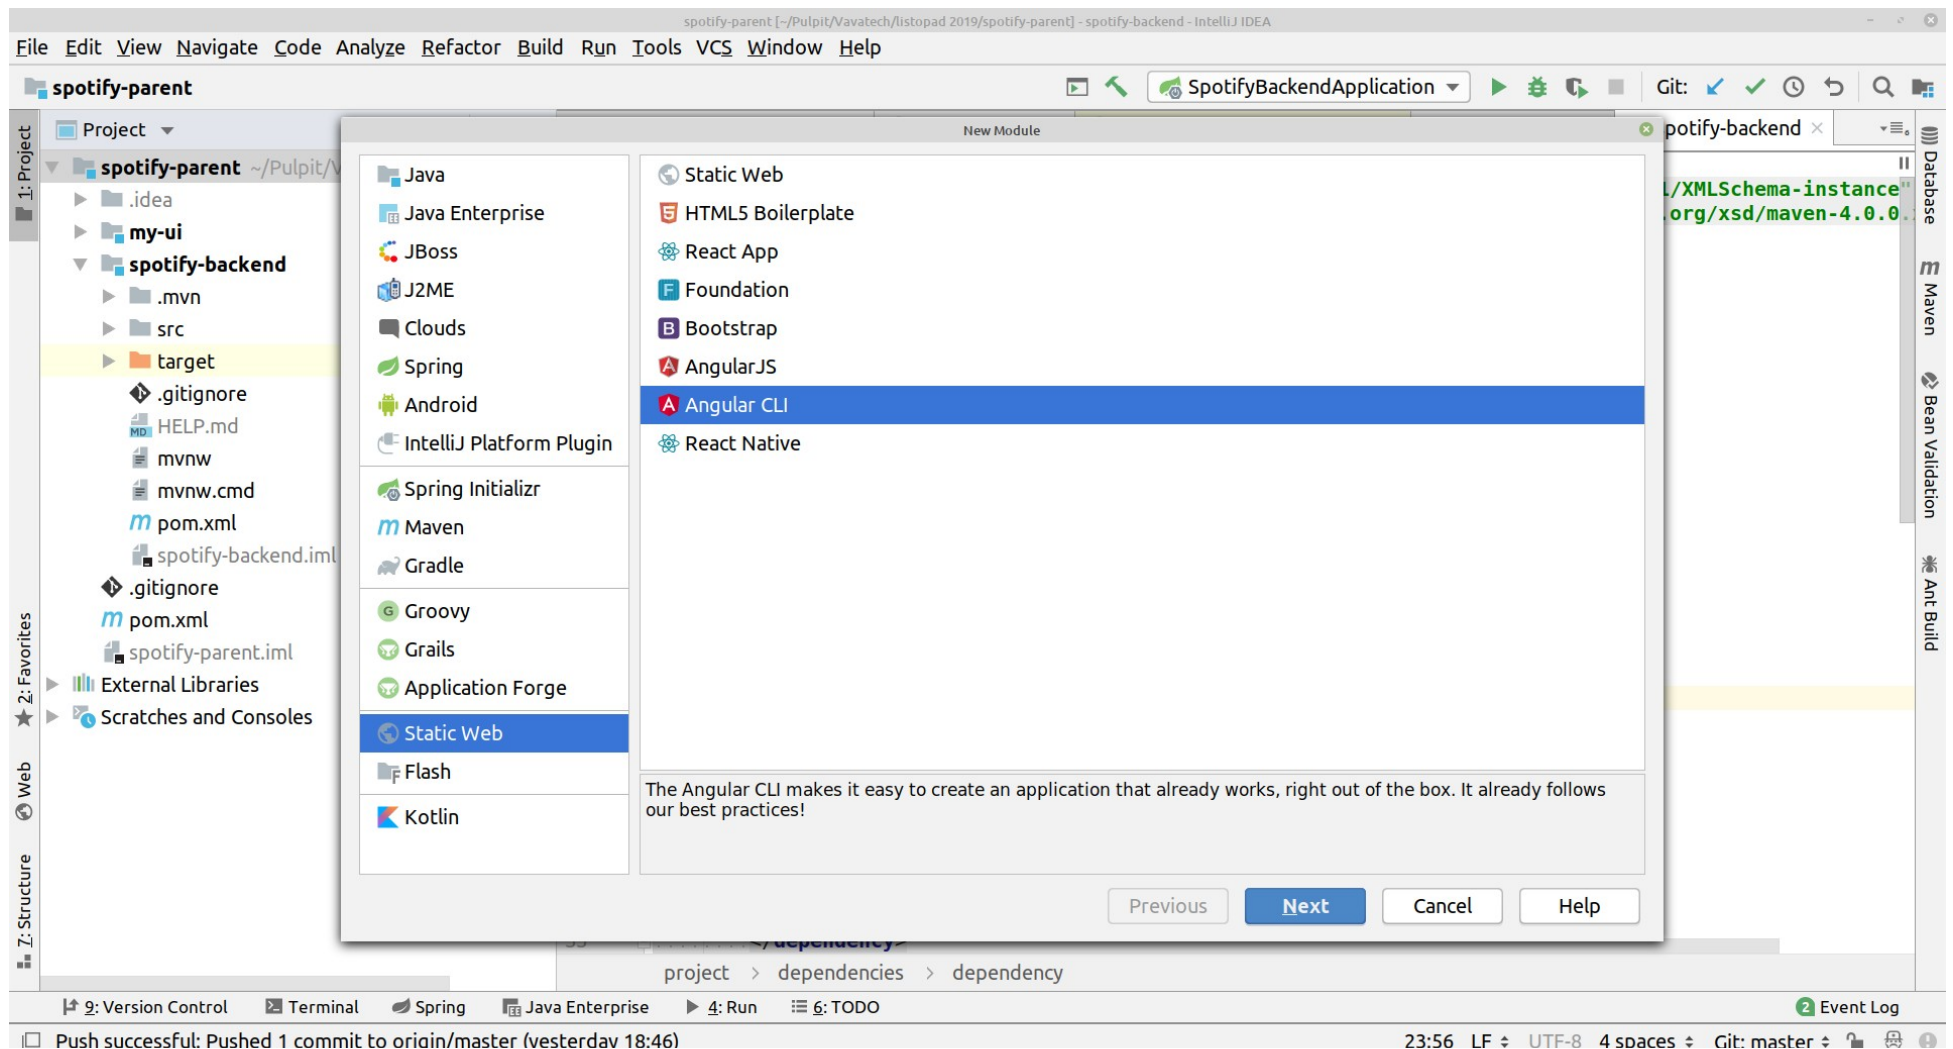 spotify-parent [~/Pulpit/Vavatech/listopad 2019/spotify-parent] - spotify-backend - IntelliJ IDEA
File Edit View Navigate Code Analyze Refactor Build Run Tools VCS Window Help
spotify-parent
SpotifyBackendApplication
Git:
1: Project
Project
spotify-parent ~/Pulpit/V
.idea
my-ui
spotify-backend
.mvn
src
target
.gitignore
HELP.md
mvnw
mvnw.cmd
pom.xml
spotify-backend.iml
.gitignore
pom.xml
spotify-parent.iml
External Libraries
Scratches and Consoles
2: Favorites
Web
Z: Structure
New Module
Java
Java Enterprise
JBoss
J2ME
Clouds
Spring
Android
IntelliJ Platform Plugin
Spring Initializr
Maven
Gradle
Groovy
Grails
Application Forge
Static Web
Flash
Kotlin
Static Web
HTML5 Boilerplate
React App
Foundation
Bootstrap
AngularJS
Angular CLI
React Native
The Angular CLI makes it easy to create an application that already works, right out of the box. It already follows
our best practices!
Previous Next Cancel Help
potify-backend
/XMLSchema-instance"
.org/xsd/maven-4.0.0.
Database
Maven
Bean Validation
Ant Build
</dependency>
project > dependencies > dependency
9: Version Control Terminal Spring Java Enterprise 4: Run 6: TODO
2 Event Log
Push successful: Pushed 1 commit to origin/master (yesterday 18:46)
23:56 LF UTF-8 4 spaces Git: master